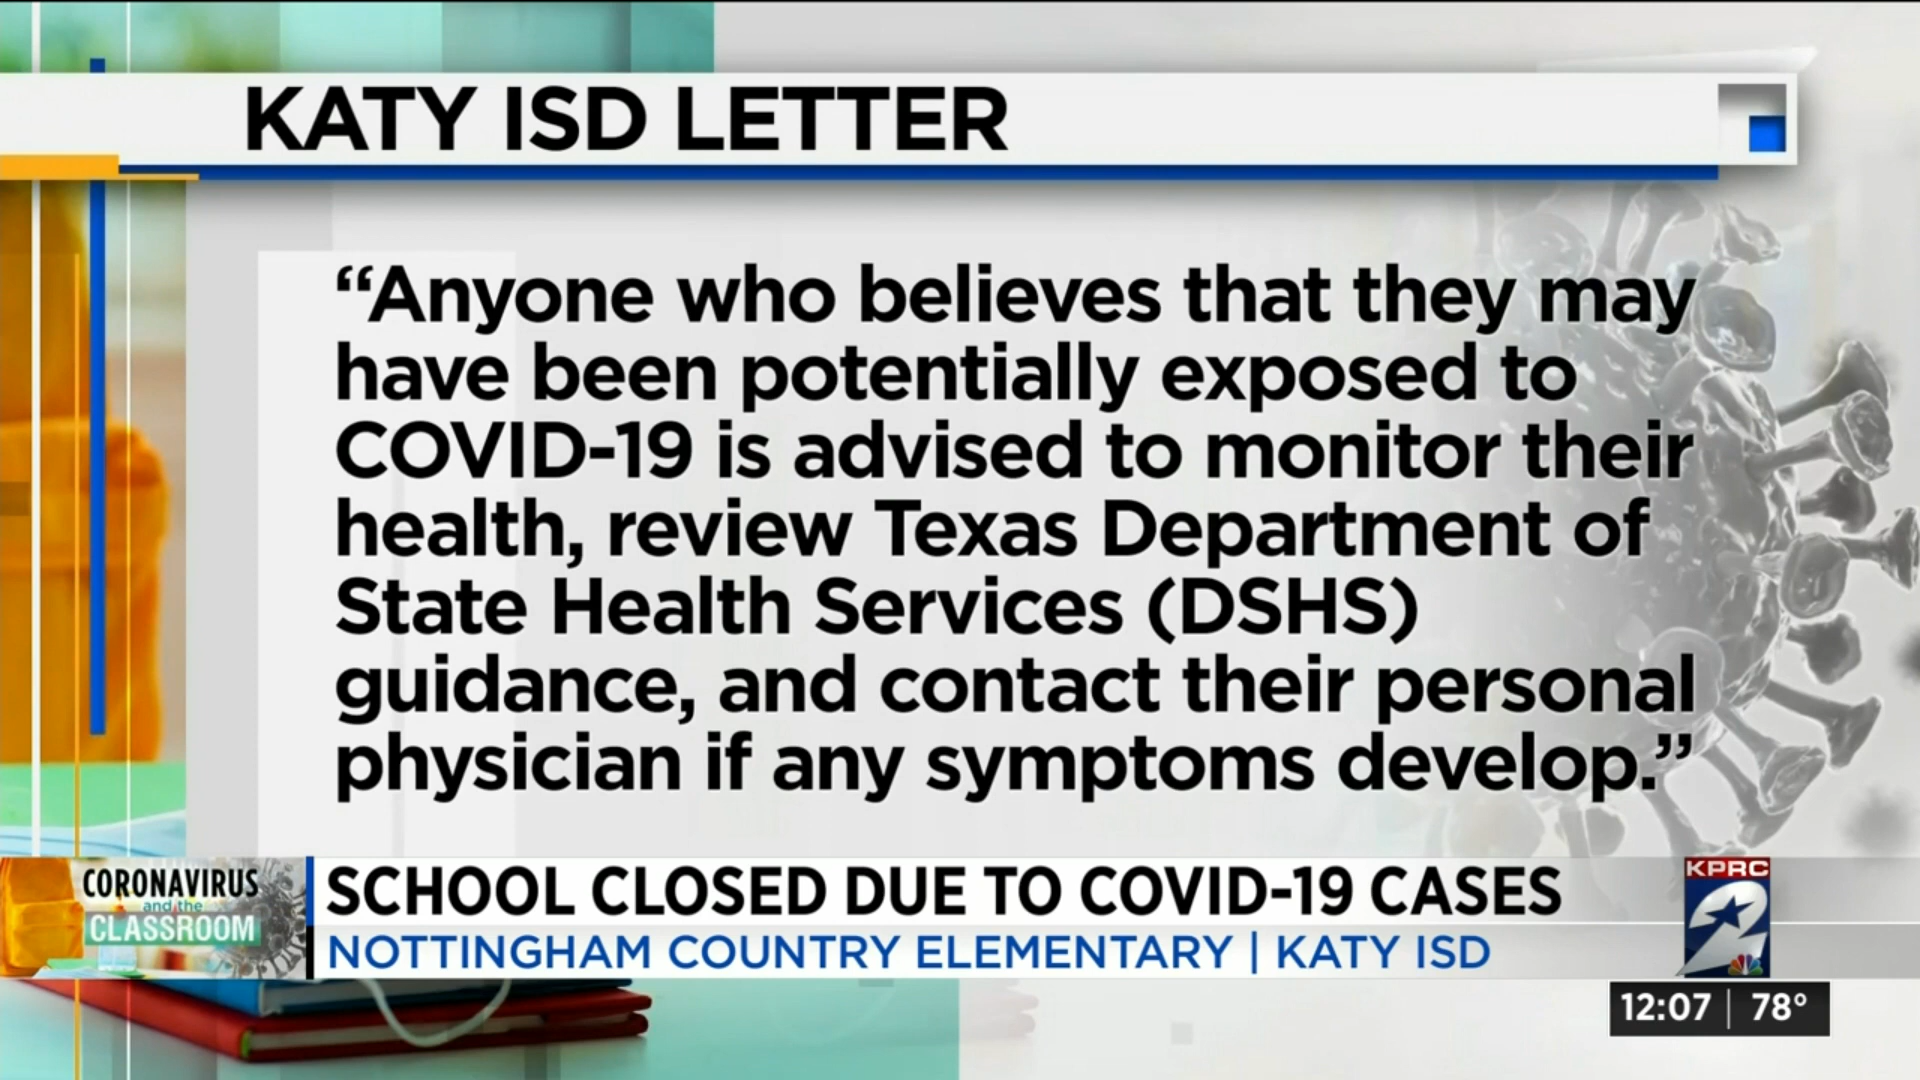 KATY ISD LETTER
“Anyone who believes that they may
have been potentially exposed to
COVID-19 is advised to monitor their
health, review Texas Department of
State Health Services (DSHS)
guidance, and contact their personal
physician if any symptoms develop.”
CORONAVIRUS
and the
CLASSROOM
SCHOOL CLOSED DUE TO COVID-19 CASES
NOTTINGHAM COUNTRY ELEMENTARY | KATY ISD
KPRC
2
12:07 | 78°